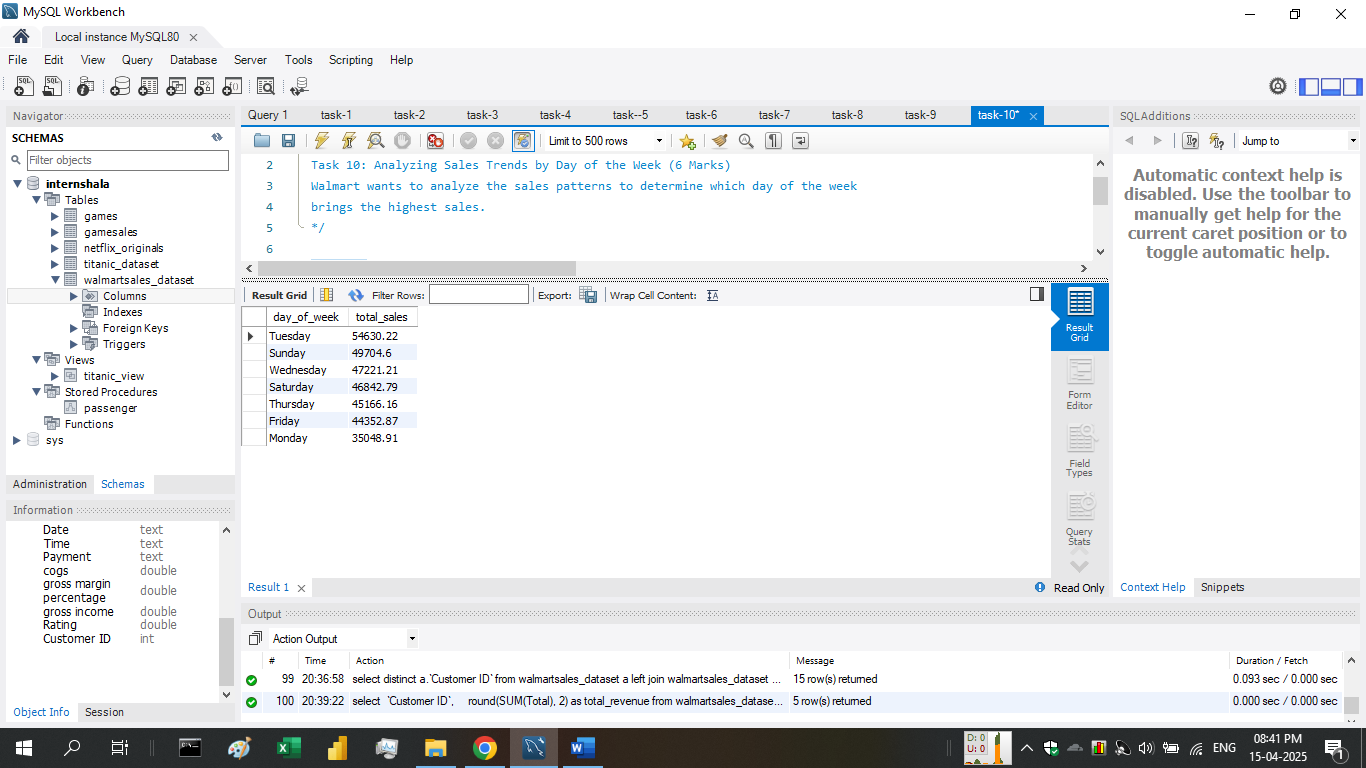 MySQL Workbench
Local instance MySQL80
File Edit View Query Database Server Tools Scripting Help
Navigator
SCHEMAS
Filter objects
internshala
Tables
games
gamesales
netflix_originals
titanic_dataset
walmartsales_dataset
Columns
Indexes
Foreign Keys
Triggers
Views
titanic_view
Stored Procedures
passenger
Functions
sys
Administration Schemas
Information
Date text
Time text
Payment text
cogs double
gross margin
percentage double
gross income double
Rating double
Customer ID int
Object Info Session
Query 1 task-1 task-2 task-3 task-4 task--5 task-6 task-7 task-8 task-9 task-10*
Limit to 500 rows
2 Task 10: Analyzing Sales Trends by Day of the Week (6 Marks)
3 Walmart wants to analyze the sales patterns to determine which day of the week
4 brings the highest sales.
5 */
6
Result Grid Filter Rows: Export: Wrap Cell Content:
day_of_week total_sales
Tuesday 54630.22
Sunday 49704.6
Wednesday 47221.21
Saturday 46842.79
Thursday 45166.16
Friday 44352.87
Monday 35048.91
Result
Grid
Form
Editor
Field
Types
Query
Stats
Result 1 Read Only
SQLAdditions
Jump to
Automatic context help is
disabled. Use the toolbar to
manually get help for the
current caret position or to
toggle automatic help.
Context Help Snippets
Output
Action Output
# Time Action Message Duration / Fetch
99 20:36:58 select distinct a.`Customer ID` from walmartsales_dataset a left join walmartsales_dataset ... 15 row(s) returned 0.093 sec / 0.000 sec
100 20:39:22 select `Customer ID`, round(SUM(Total), 2) as total_revenue from walmartsales_datase... 5 row(s) returned 0.000 sec / 0.000 sec
D: 0
U: 0
ENG
08:41 PM
15-04-2025
1